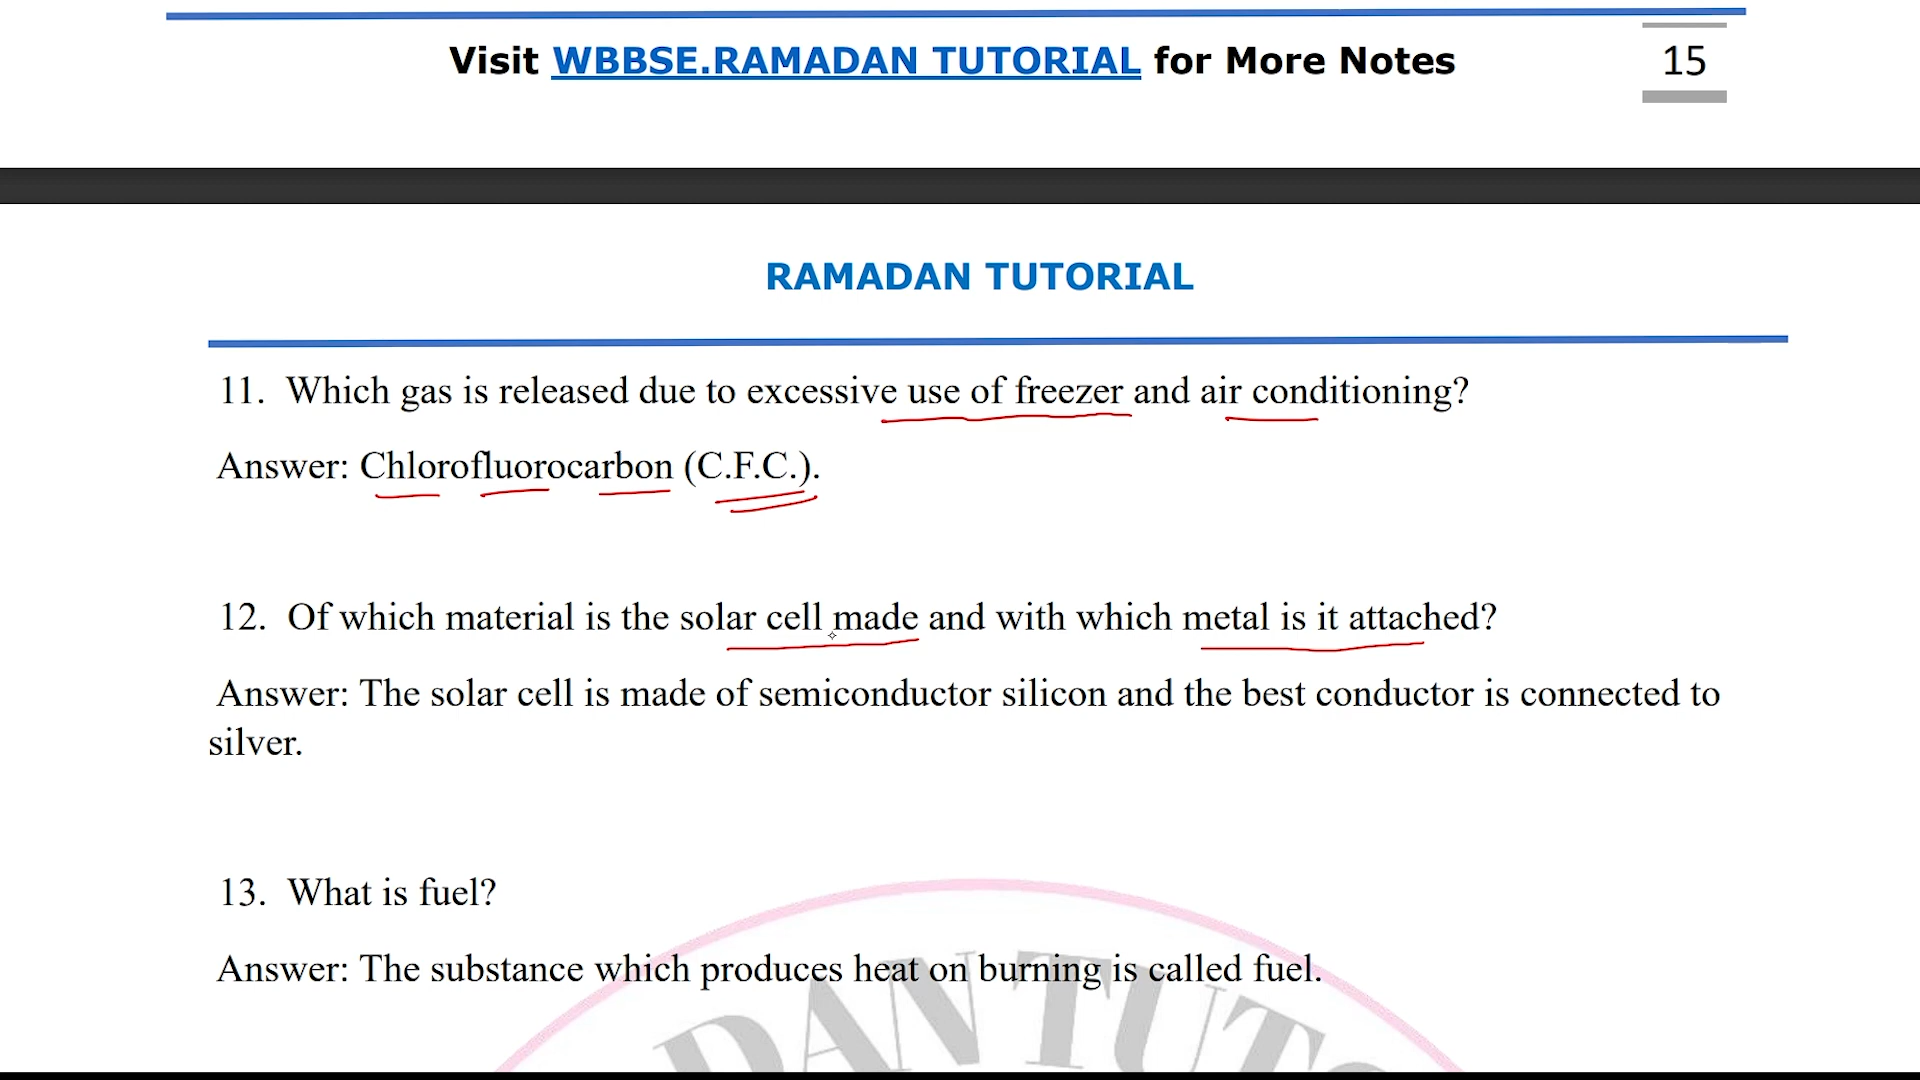 Visit WBBSE.RAMADAN TUTORIAL for More Notes
15
RAMADAN TUTORIAL
11. Which gas is released due to excessive use of freezer and air conditioning?
Answer: Chlorofluorocarbon (C.F.C.).
12. Of which material is the solar cell made and with which metal is it attached?
Answer: The solar cell is made of semiconductor silicon and the best conductor is connected to
silver.
13. What is fuel?
Answer: The substance which produces heat on burning is called fuel.
DAN TUTO